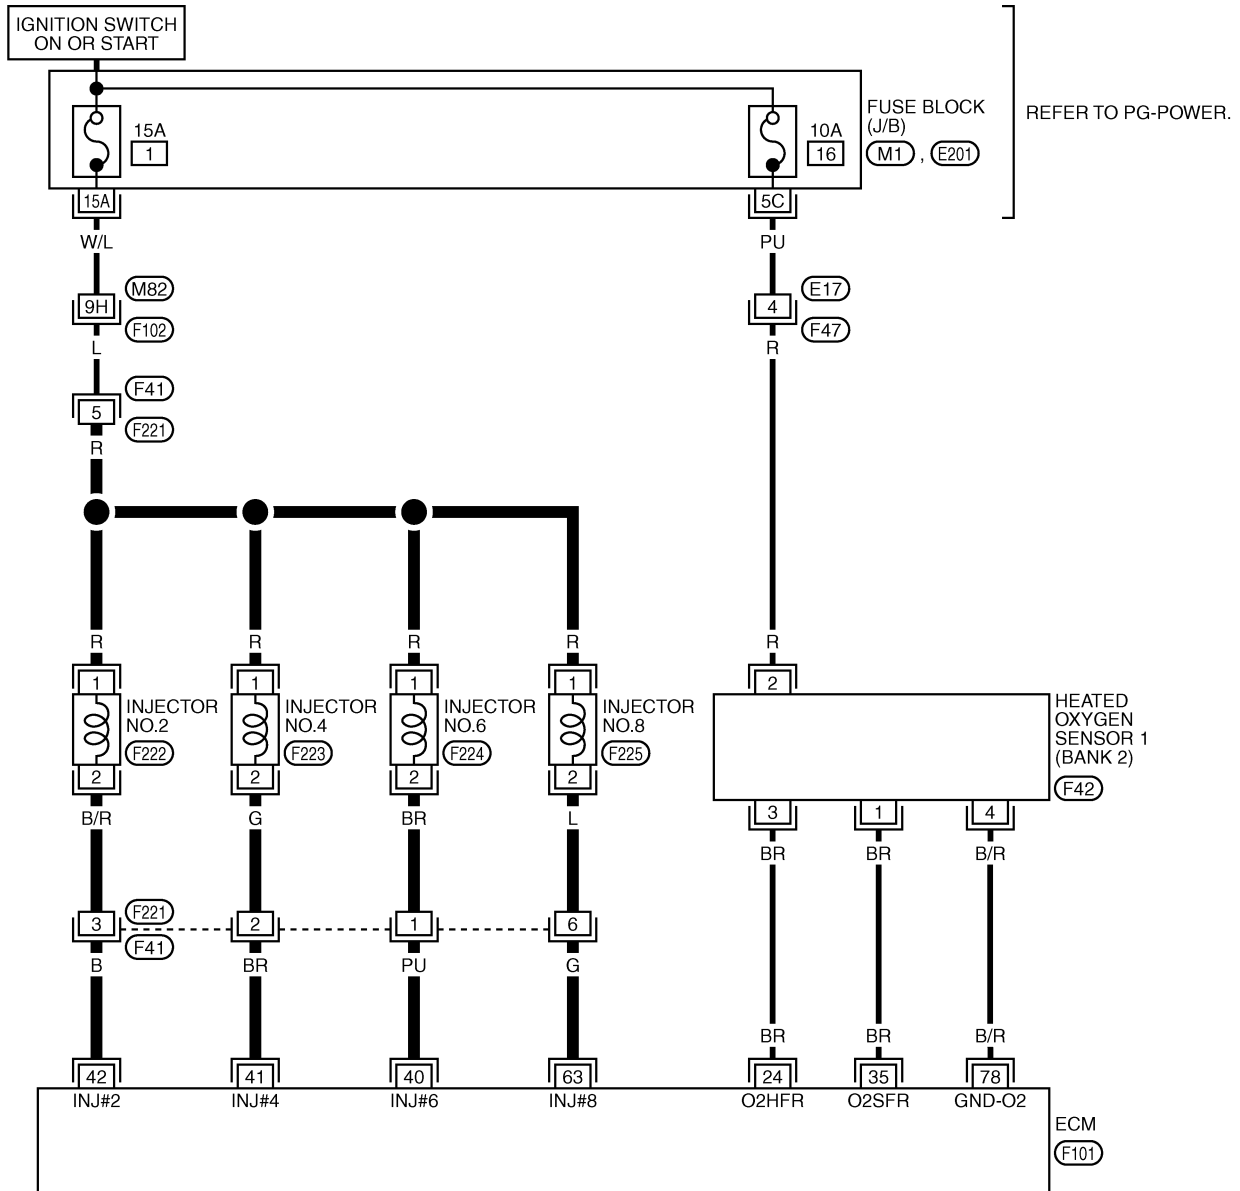 IGNITION SWITCH
ON OR START
15A
1
10A
16
FUSE BLOCK
(J/B)
M1 , E201
REFER TO PG-POWER.
15A
5C
W/L
PU
9H
M82
F102
4
E17
F47
L
R
5
F41
F221
R
R R R R R
1 1 1 1 2
INJECTOR
NO.2
F222
INJECTOR
NO.4
F223
INJECTOR
NO.6
F224
INJECTOR
NO.8
F225
HEATED
OXYGEN
SENSOR 1
(BANK 2)
F42
2 2 2 2 3 1 4
B/R G BR L BR BR B/R
3
F221
F41
2 1 6
B BR PU G
BR BR B/R
42 41 40 63 24 35 78
INJ#2 INJ#4 INJ#6 INJ#8 O2HFR O2SFR GND-O2
ECM
F101